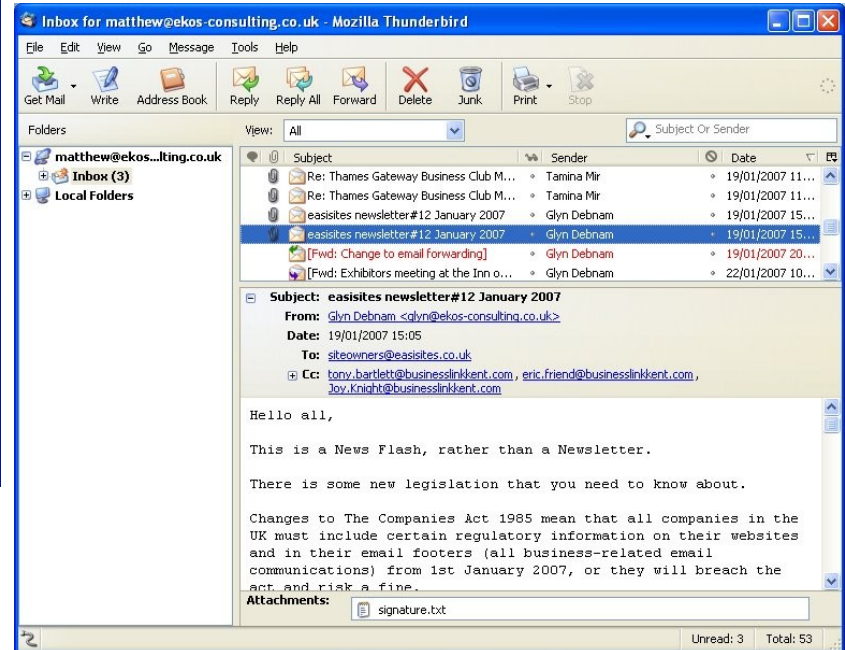 Inbox for matthew@ekos-consulting.co.uk - Mozilla Thunderbird
File Edit View Go Message Tools Help
Get Mail Write Address Book Reply Reply All Forward Delete Junk Print Stop
Folders View: All Subject Or Sender
matthew@ekos...lting.co.uk
Inbox (3)
Local Folders
Subject Sender Date
Re: Thames Gateway Business Club M... Tamina Mir 19/01/2007 11...
Re: Thames Gateway Business Club M... Tamina Mir 19/01/2007 11...
easisites newsletter#12 January 2007 Glyn Debnam 19/01/2007 15...
easisites newsletter#12 January 2007 Glyn Debnam 19/01/2007 15...
[Fwd: Change to email forwarding] Glyn Debnam 19/01/2007 20...
[Fwd: Exhibitors meeting at the Inn o... Glyn Debnam 22/01/2007 10...
Subject: easisites newsletter#12 January 2007
From: Glyn Debnam <glyn@ekos-consulting.co.uk>
Date: 19/01/2007 15:05
To: siteowners@easisites.co.uk
Cc: tony.bartlett@businesslinkkent.com , eric.friend@businesslinkkent.com ,
Joy.Knight@businesslinkkent.com
Hello all,
This is a News Flash, rather than a Newsletter.
There is some new legislation that you need to know about.
Changes to The Companies Act 1985 mean that all companies in the
UK must include certain regulatory information on their websites
and in their email footers (all business-related email
communications) from 1st January 2007, or they will breach the
act and risk a fine.
Attachments: signature.txt
Unread: 3 Total: 53